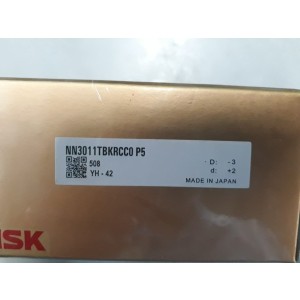 NN3011TBKRCC0 P5
508
YH - 42
D: -3
d: +2
MADE IN JAPAN
NSK